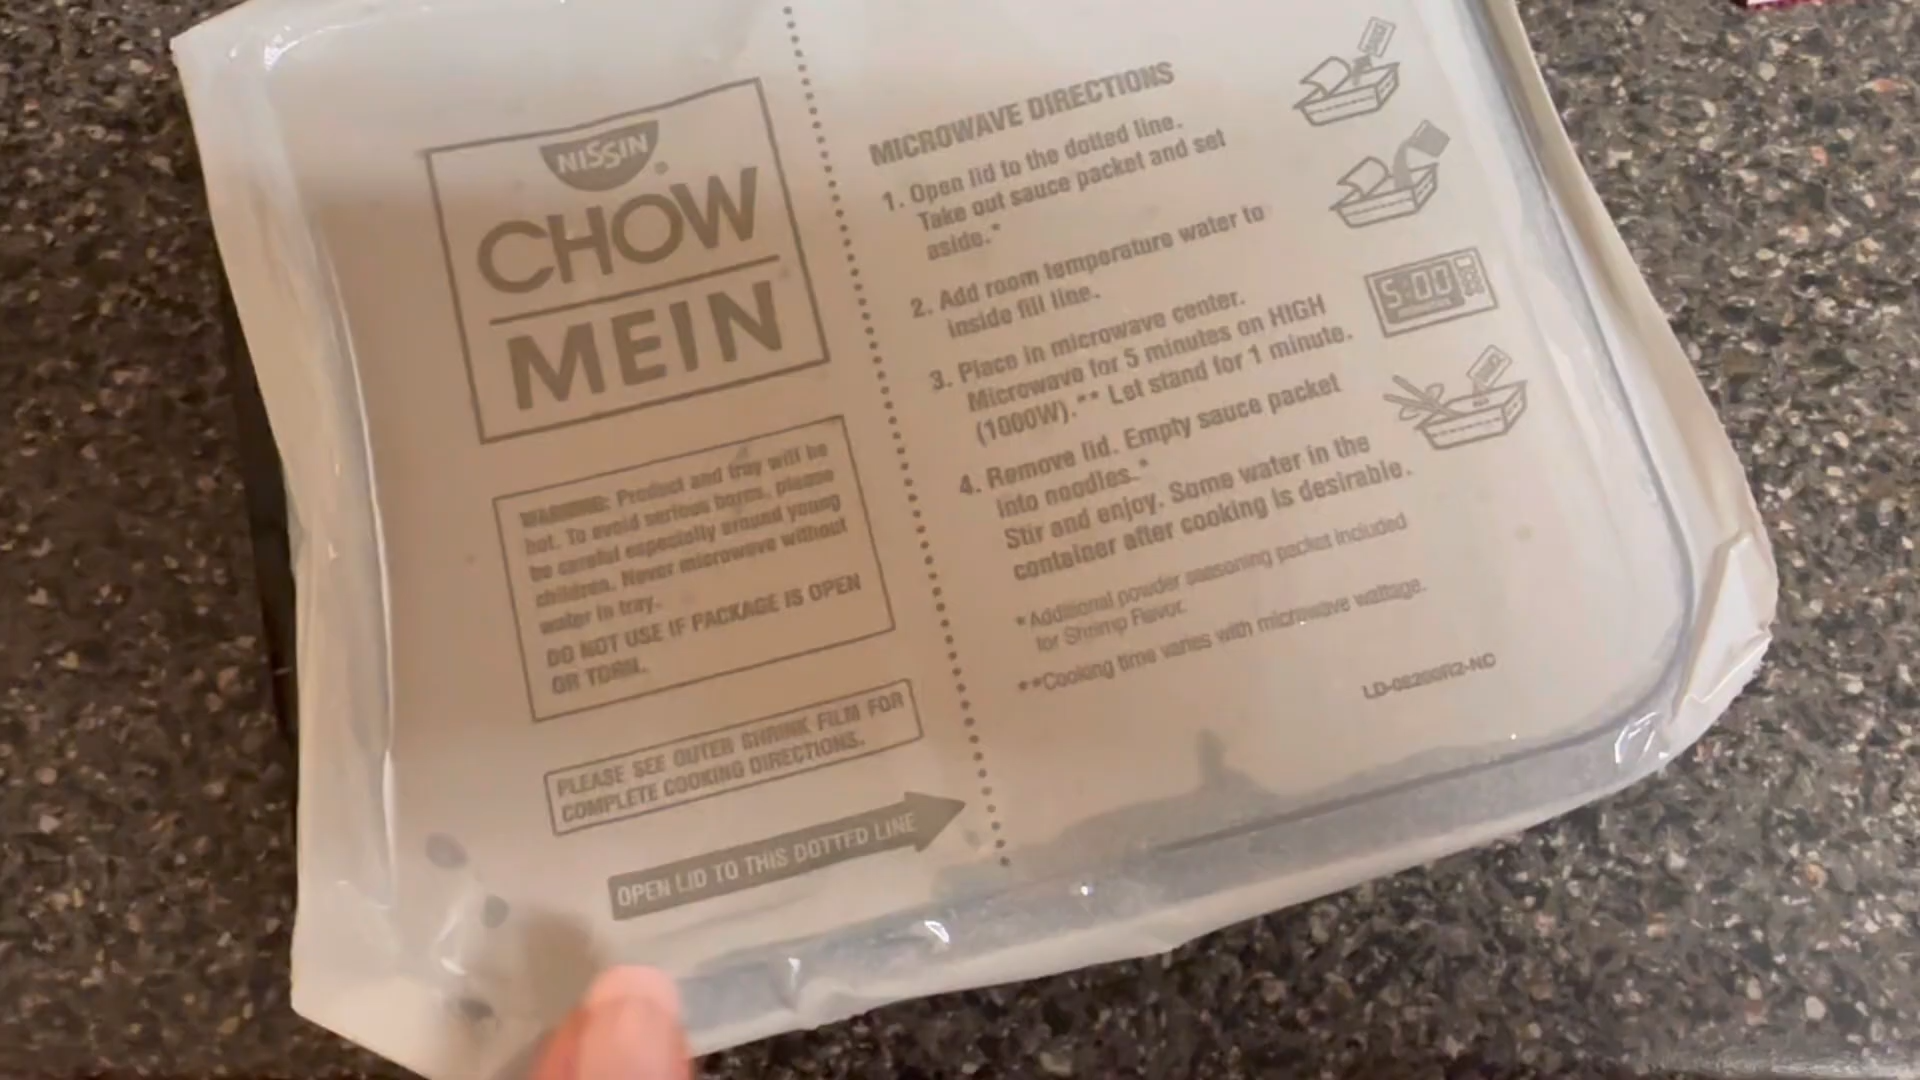 NISSIN
CHOW
MEIN
WARNING: Product and tray will be
hot. To avoid serious burns, please
be careful especially around young
children. Never microwave without
water in tray.
DO NOT USE IF PACKAGE IS OPEN
OR TORN.
PLEASE SEE OUTER SHRINK FILM FOR
COMPLETE COOKING DIRECTIONS.
OPEN LID TO THIS DOTTED LINE
MICROWAVE DIRECTIONS
1. Open lid to the dotted line.
Take out sauce packet and set
aside.*
2. Add room temperature water to
inside fill line.
3. Place in microwave center.
Microwave for 5 minutes on HIGH
(1000W).** Let stand for 1 minute.
4. Remove lid. Empty sauce packet
into noodles.*
Stir and enjoy. Some water in the
container after cooking is desirable.
*Additional powder seasoning packet included
for Shrimp Flavor.
**Cooking time varies with microwave wattage.
5:00